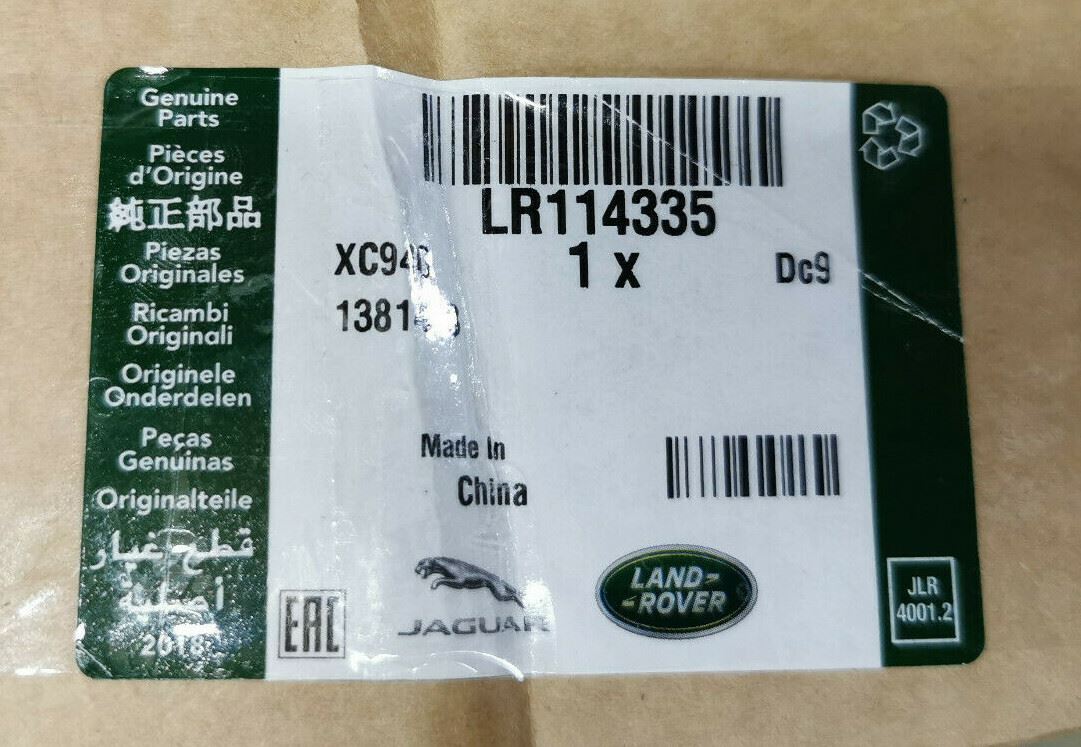 Genuine
Parts
Pièces
d'Origine
純正部品
Piezas
Originales
Ricambi
Originali
Originele
Onderdelen
Peças
Genuinas
Originalteile
قطع غيار
أصلية
2018
LR114335
1 x
Dc9
Made In
China
EAC
JAGUAR
LAND-
-ROVER
JLR
4001.2